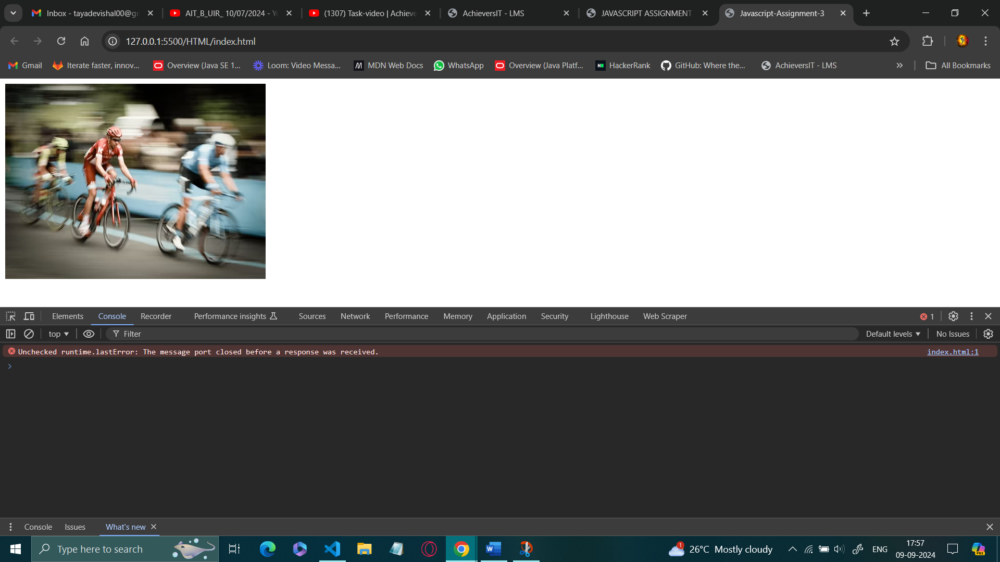 Inbox - tayadevishal00@gm
AIT_B_UIR_ 10/07/2024 - Yo
(1307) Task-video | Achieve
AchieversIT - LMS
JAVASCRIPT ASSIGNMENT
Javascript-Assignment-3
127.0.0.1:5500/HTML/index.html
Gmail
Iterate faster, innov...
Overview (Java SE 1...
Loom: Video Messa...
MDN Web Docs
WhatsApp
Overview (Java Platf...
HackerRank
GitHub: Where the...
AchieversIT - LMS
All Bookmarks
Elements Console Recorder Performance insights Sources Network Performance Memory Application Security Lighthouse Web Scraper 1
top Filter Default levels No Issues
Unchecked runtime.lastError: The message port closed before a response was received. index.html:1
Console Issues What's new
Type here to search
1
26°C Mostly cloudy
ENG
17:57
09-09-2024
PRE